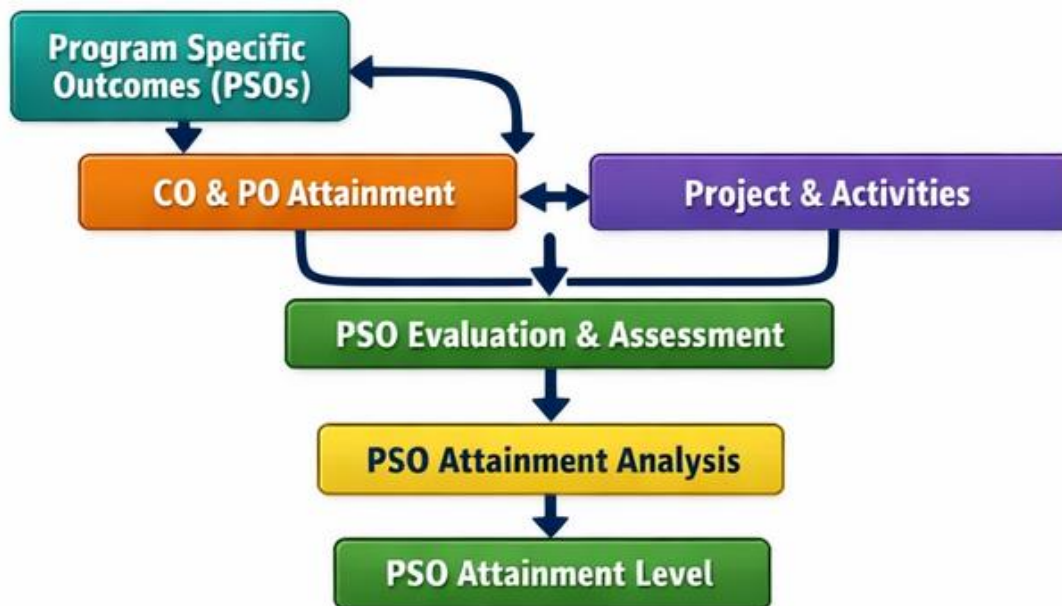 Program Specific
Outcomes (PSOs)
CO & PO Attainment
Project & Activities
PSO Evaluation & Assessment
PSO Attainment Analysis
PSO Attainment Level